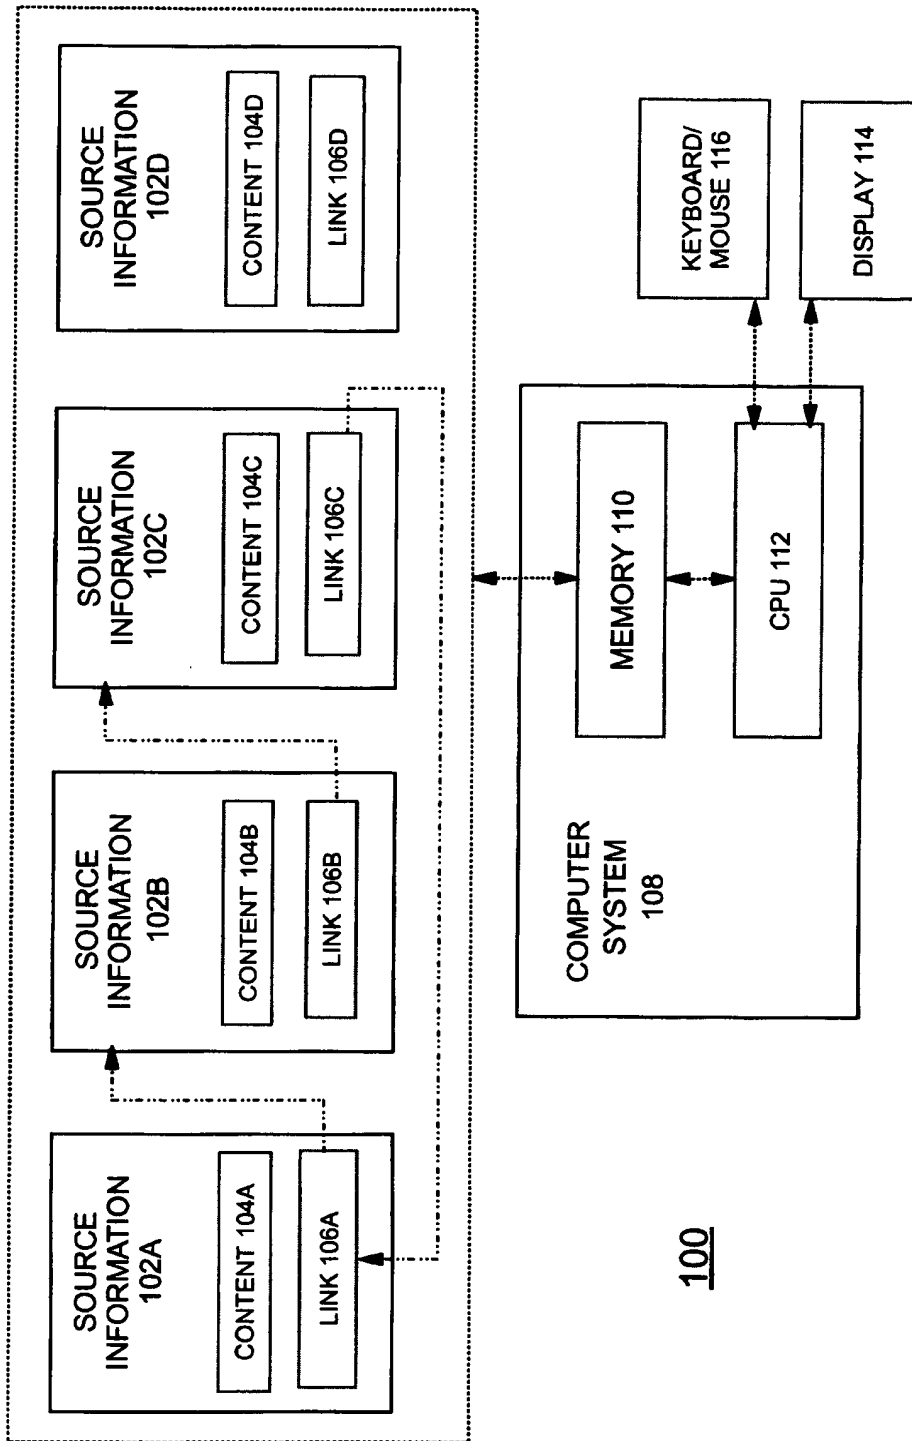 SOURCE
INFORMATION
102A
CONTENT 104A
LINK 106A
SOURCE
INFORMATION
102B
CONTENT 104B
LINK 106B
SOURCE
INFORMATION
102C
CONTENT 104C
LINK 106C
SOURCE
INFORMATION
102D
CONTENT 104D
LINK 106D
COMPUTER
SYSTEM
108
MEMORY 110
CPU 112
KEYBOARD/
MOUSE 116
DISPLAY 114
100